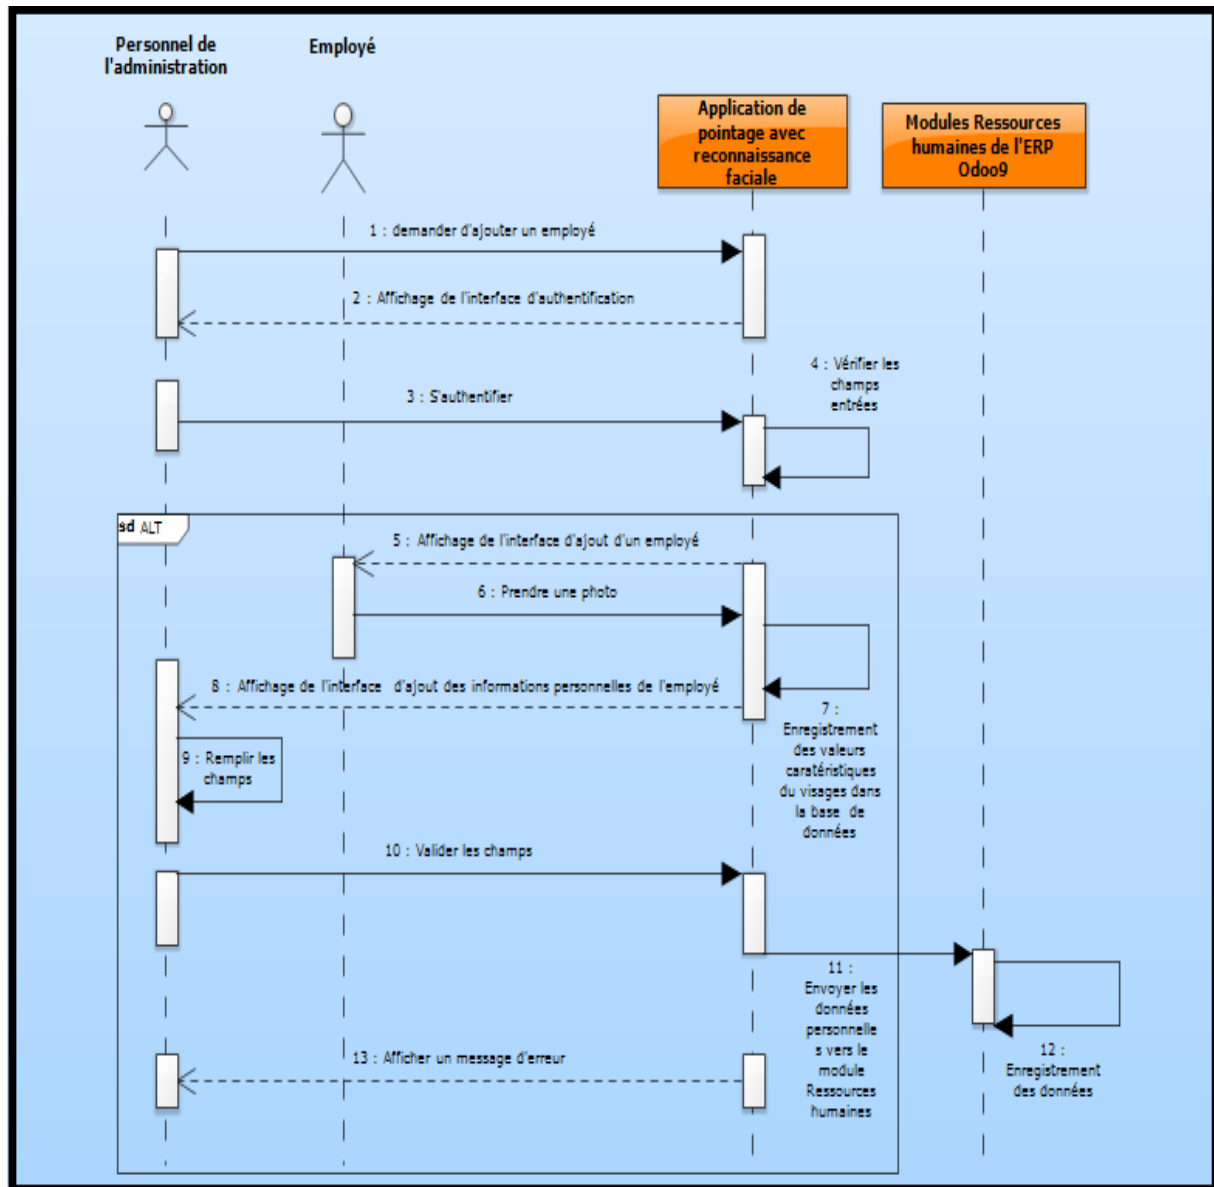 Personnel de
l'administration
Employé
Application de
pointage avec
reconnaissance
faciale
Modules Ressources
humaines de l'ERP
Odoo9
1 : demander d'ajouter un employé
2 : Affichage de l'interface d'authentification
3 : S'authentifier
4 : Vérifier les
champs
entrées
sd ALT
5 : Affichage de l'interface d'ajout d'un employé
6 : Prendre une photo
7 :
Enregistrement
des valeurs
caratéristiques
du visages dans
la base de
données
8 : Affichage de l'interface d'ajout des informations personnelles de l'employé
9 : Remplir les
champs
10 : Valider les champs
11 :
Envoyer les
données
personnelle
s vers le
module
Ressources
humaines
12 :
Enregistrement
des données
13 : Afficher un message d'erreur